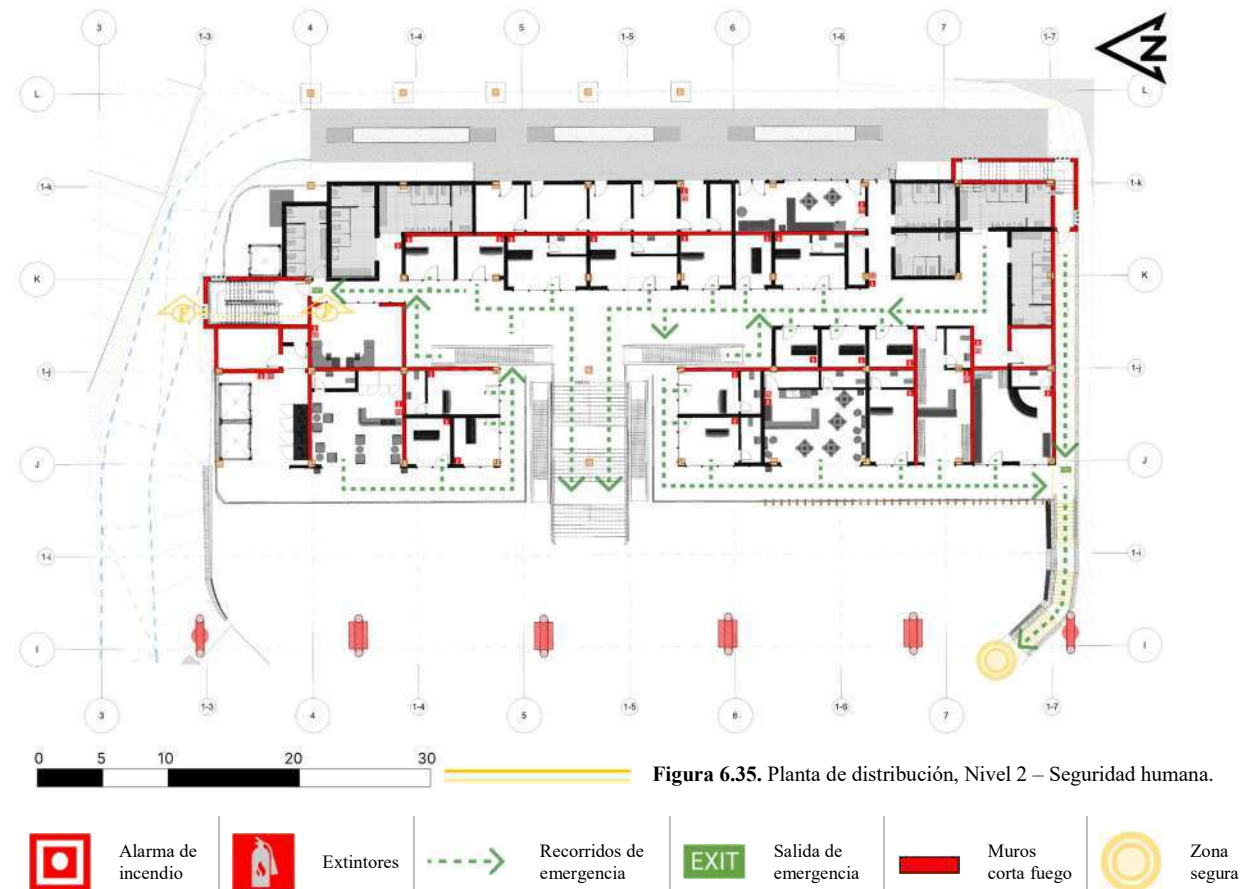 3 1-3 4 1-4 5 1-5 6 1-6 7 1-7
N
L L
1-k 1-k
K K
1-j 1-j
J J
1-i 1-i
I I
F F
3 1-3 4 1-4 5 1-5 6 1-6 7 1-7
0 5 10 20 30
Figura 6.35. Planta de distribución, Nivel 2 – Seguridad humana.
Alarma de
incendio
Extintores
Recorridos de
emergencia
EXIT
Salida de
emergencia
Muros
corta fuego
Zona
segura